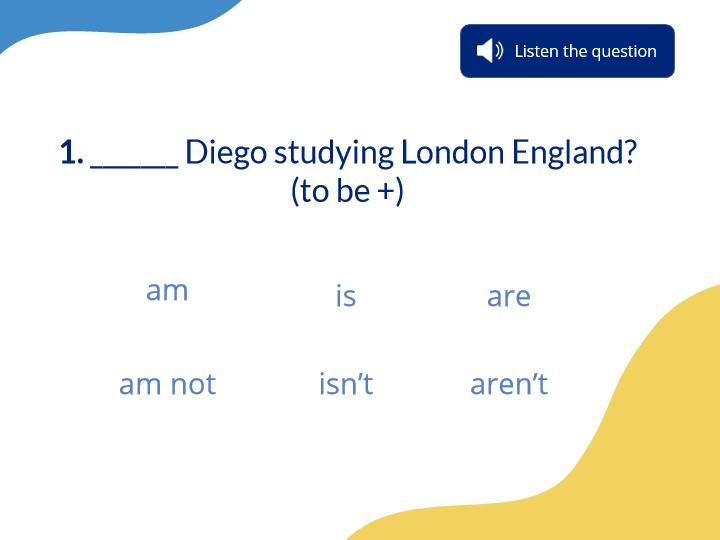 Listen the question
1. ______ Diego studying London England?
(to be +)
am is are
am not isn’t aren’t